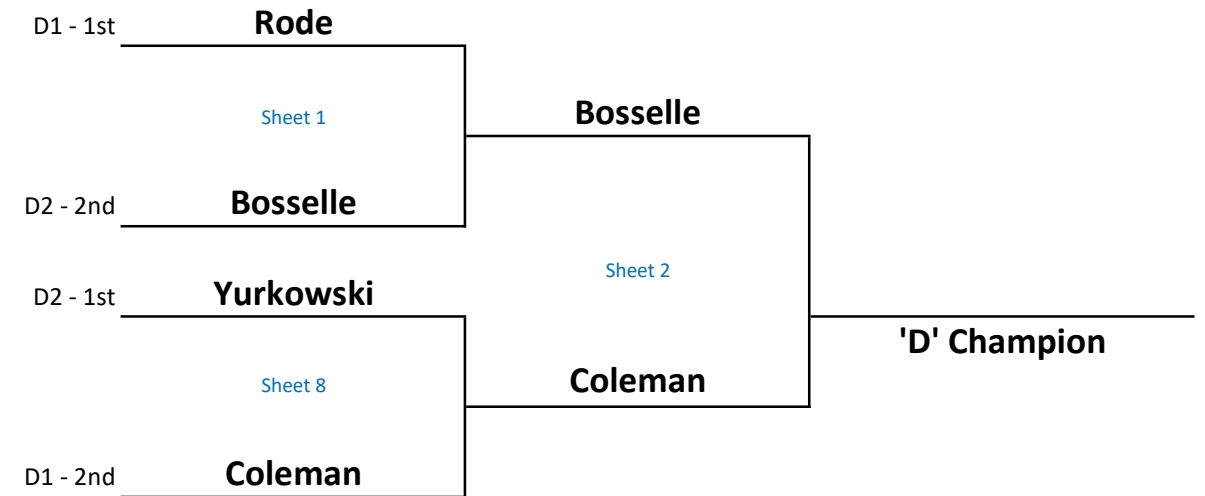 D1 - 1st Rode
Sheet 1
Bosselle
D2 - 2nd Bosselle
Sheet 2
D2 - 1st Yurkowski
'D' Champion
Sheet 8
Coleman
D1 - 2nd Coleman